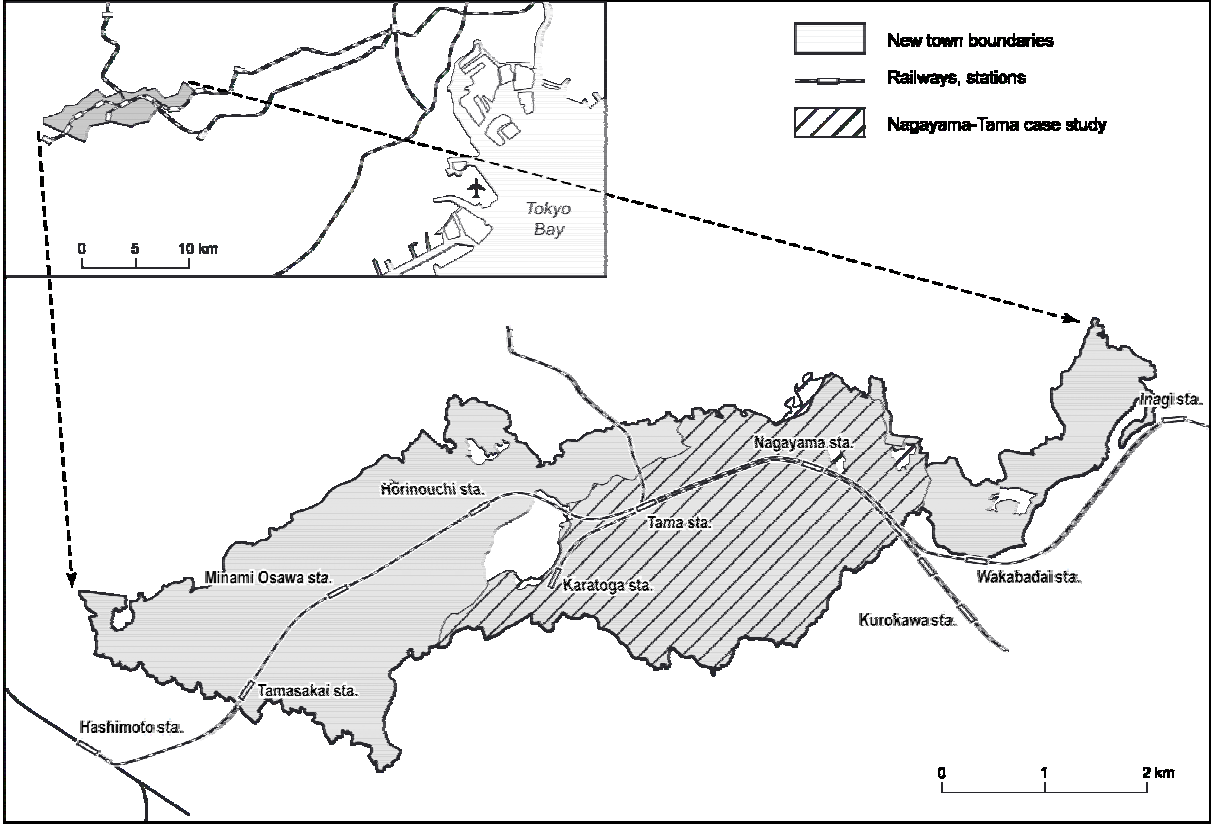 New town boundaries
Railways, stations
Nagayama-Tama case study
Tokyo
Bay
0 5 10 km
Inagi sta.
Nagayama sta.
Horinouchi sta.
Tama sta.
Minami Osawa sta.
Karatoga sta.
Wakabadai sta.
Kurokawa sta.
Tamasakai sta.
Hashimoto sta.
0 1 2 km